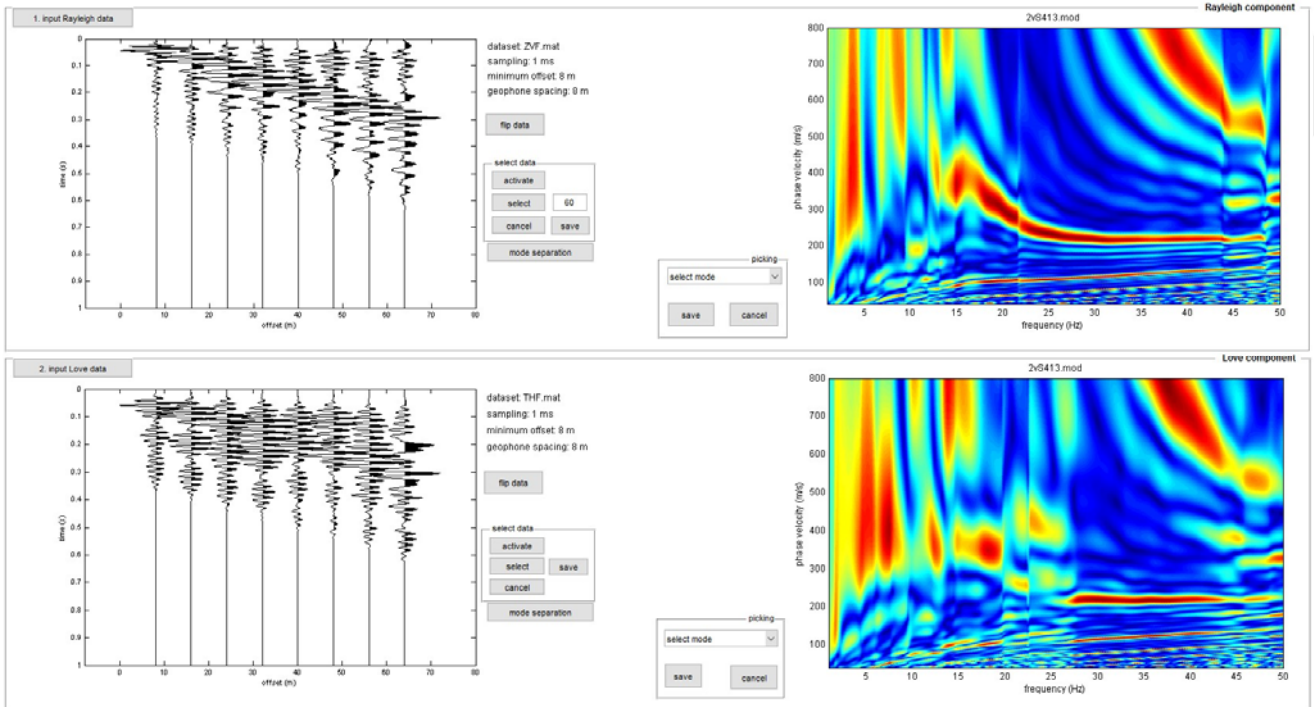 Rayleigh component
1. input Rayleigh data
dataset: ZVF.mat
sampling: 1 ms
minimum offset: 8 m
geophone spacing: 8 m
flip data
select data
activate
select 60
cancel save
mode separation
time (s)
0
0.1
0.2
0.3
0.4
0.5
0.6
0.7
0.8
0.9
1
0 10 20 30 40 50 60 70 80
offset (m)
picking
select mode
save cancel
2vS413.mod
phase velocity (m/s)
800
700
600
500
400
300
200
100
5 10 15 20 25 30 35 40 45 50
frequency (Hz)
Love component
2. input Love data
dataset: THF.mat
sampling: 1 ms
minimum offset: 8 m
geophone spacing: 8 m
flip data
select data
activate
select save
cancel
mode separation
time (s)
0
0.1
0.2
0.3
0.4
0.5
0.6
0.7
0.8
0.9
1
0 10 20 30 40 50 60 70 80
offset (m)
picking
select mode
save cancel
2vS413.mod
phase velocity (m/s)
800
700
600
500
400
300
200
100
5 10 15 20 25 30 35 40 45 50
frequency (Hz)